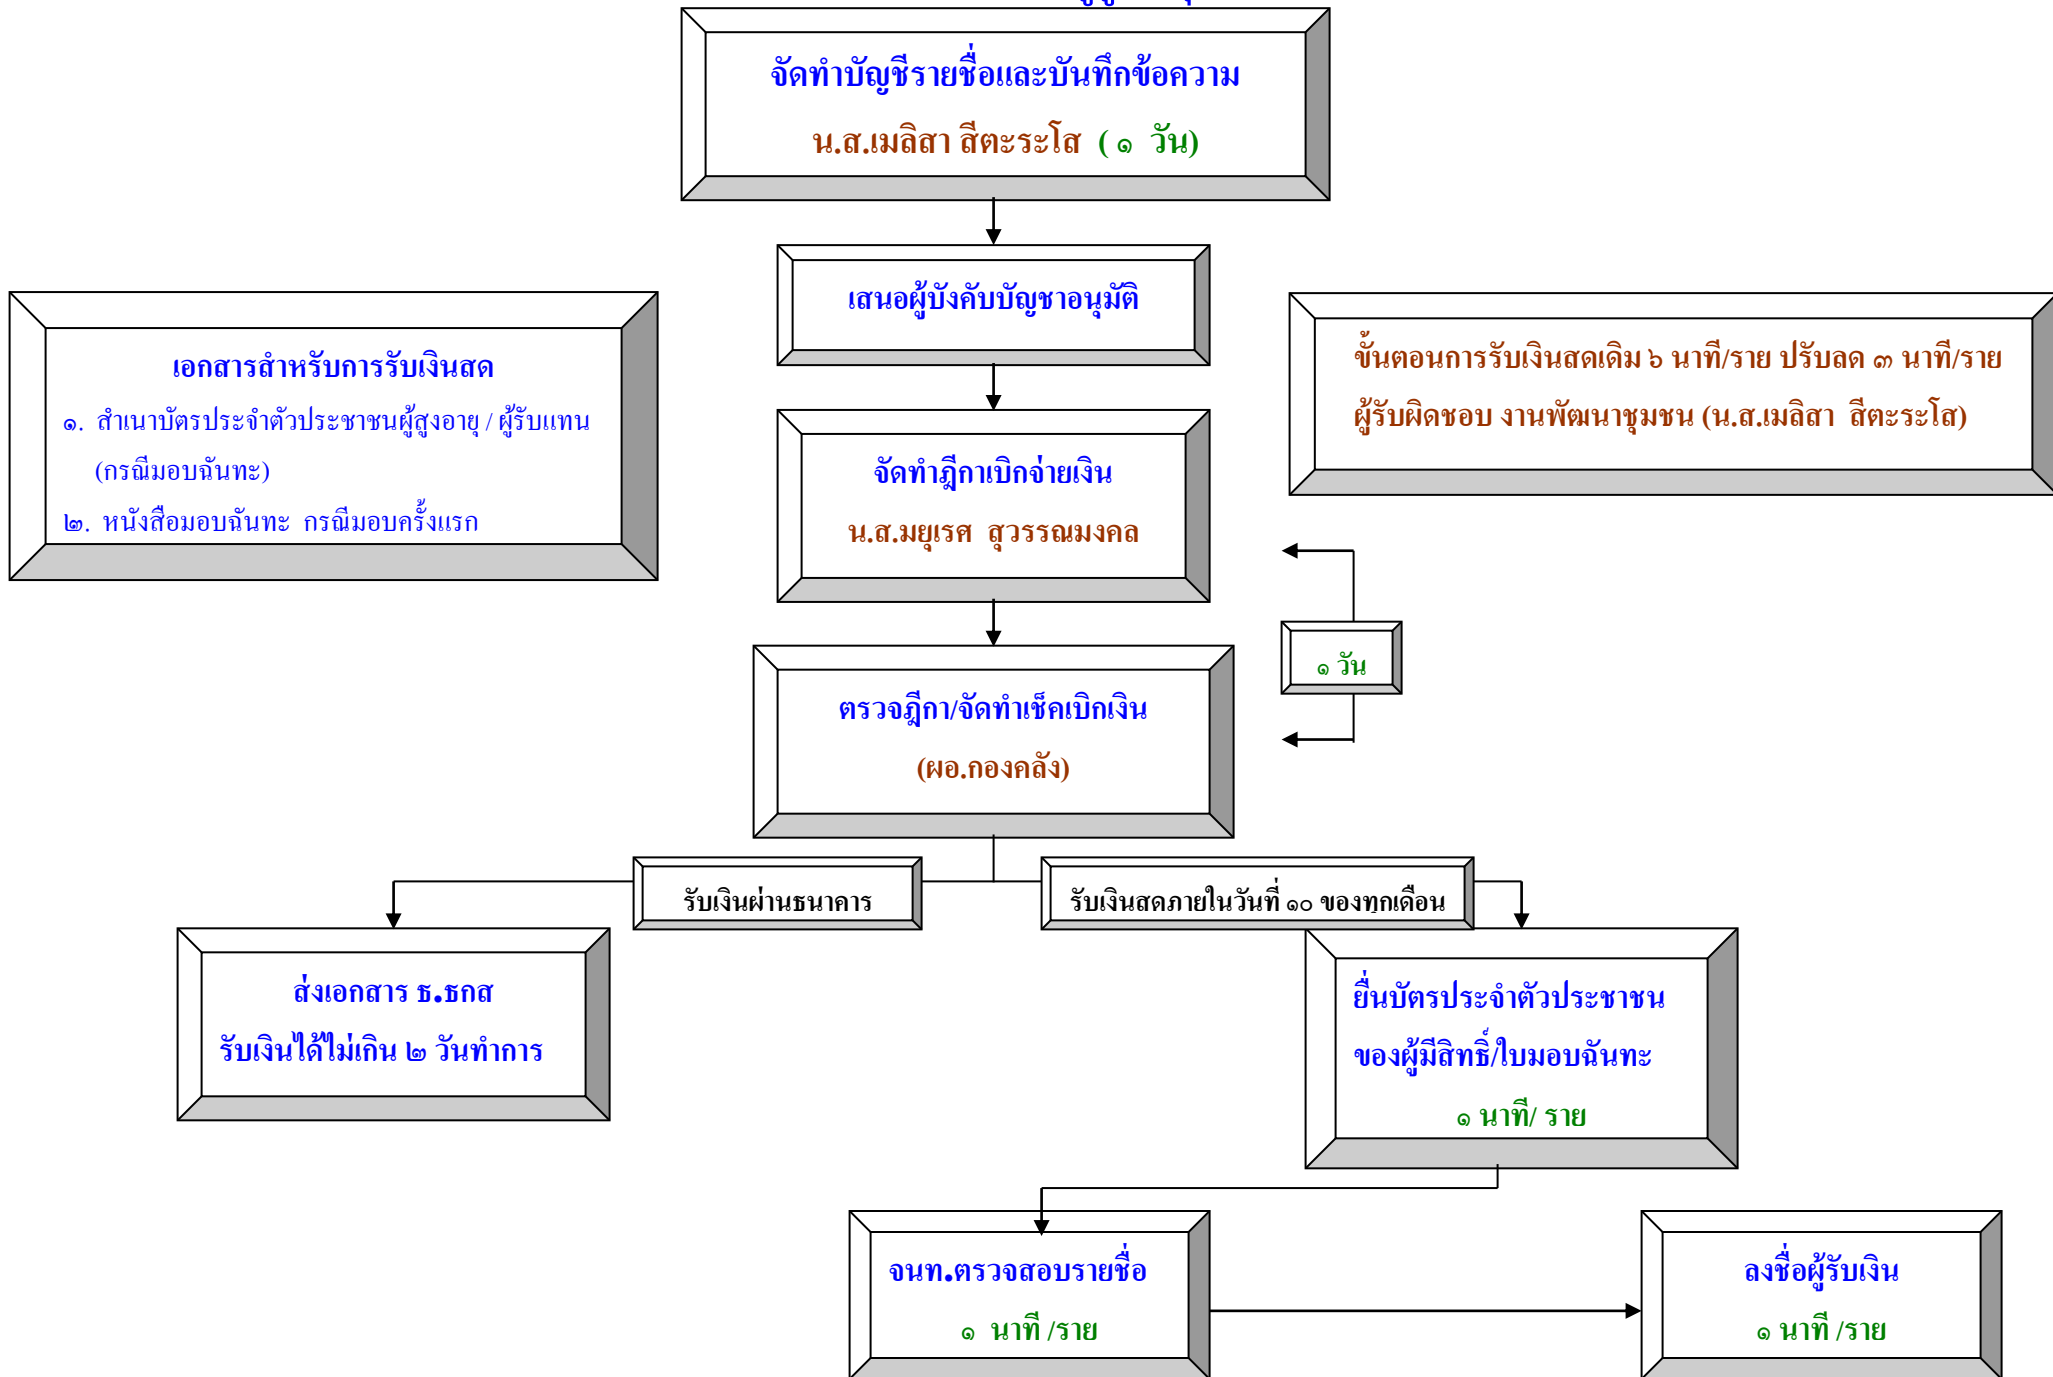 จัดทำบัญชีรายชื่อและบันทึกข้อความ
น.ส.เมลิสา สีตะระโส ( ๑ วัน)
เสนอผู้บังคับบัญชาอนุมัติ
เอกสารสำหรับการรับเงินสด
๑. สำเนาบัตรประจำตัวประชาชนผู้สูงอายุ / ผู้รับแทน
(กรณีมอบฉันทะ)
๒. หนังสือมอบฉันทะ กรณีมอบครั้งแรก
ขั้นตอนการรับเงินสดเดิม ๖ นาที/ราย ปรับลด ๓ นาที/ราย
ผู้รับผิดชอบ งานพัฒนาชุมชน (น.ส.เมลิสา สีตะระโส)
จัดทำฎีกาเบิกจ่ายเงิน
น.ส.มยุเรศ สุวรรณมงคล
๑ วัน
ตรวจฎีกา/จัดทำเช็คเบิกเงิน
(ผอ.กองคลัง)
รับเงินผ่านธนาคาร
รับเงินสดภายในวันที่ ๑๐ ของทุกเดือน
ส่งเอกสาร ธ.ธกส
รับเงินได้ไม่เกิน ๒ วันทำการ
ยื่นบัตรประจำตัวประชาชน
ของผู้มีสิทธิ์/ใบมอบฉันทะ
๑ นาที/ ราย
จนท.ตรวจสอบรายชื่อ
๑ นาที /ราย
ลงชื่อผู้รับเงิน
๑ นาที /ราย